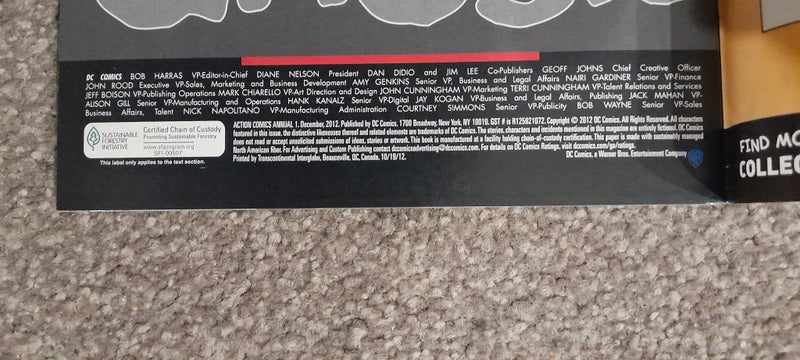 DC COMICS BOB HARRAS VP-Editor-in-Chief DIANE NELSON President DAN DIDIO and JIM LEE Co-Publishers GEOFF JOHNS Chief Creative Officer
JOHN ROOD Executive VP-Sales, Marketing and Business Development AMY GENKINS Senior VP, Business and Legal Affairs NAIRI GARDINER Senior VP-Finance
JEFF BOISON VP-Publishing Operations MARK CHIARELLO VP-Art Direction and Design JOHN CUNNINGHAM VP-Marketing TERRI CUNNINGHAM VP-Talent Relations and Services
ALISON GILL Senior VP-Manufacturing and Operations HANK KANALZ Senior VP-Digital JAY KOGAN VP-Business and Legal Affairs, Publishing JACK MAHAN VP-
Business Affairs, Talent NICK NAPOLITANO VP-Manufacturing Administration COURTNEY SIMMONS Senior VP-Publicity BOB WAYNE Senior VP-Sales
SUSTAINABLE
FORESTRY
INITIATIVE
Certified Chain of Custody
Promoting Sustainable Forestry
www.sfiprogram.org
SFI-00507
This label only applies to the text section.
ACTION COMICS ANNUAL 1. December, 2012. Published by DC Comics, 1700 Broadway, New York, NY 10019. GST # is R125921072. Copyright © 2012 DC Comics. All Rights Reserved. All characters
featured in this issue, the distinctive likenesses thereof and related elements are trademarks of DC Comics. The stories, characters and incidents mentioned in this magazine are entirely fictional. DC Comics
does not read or accept unsolicited submissions of ideas, stories or artwork. This book is manufactured at a facility holding chain-of-custody certification. This paper is made with sustainably managed
North American fiber. For Advertising and Custom Publishing contact dccomicsadvertising@dccomics.com. For details on DC Comics Ratings, visit dccomics.com/go/ratings.
Printed by Transcontinental Interglobe, Beauceville, QC, Canada. 10/19/12.
DC Comics, a Warner Bros. Entertainment Company
FIND MO
COLLEC